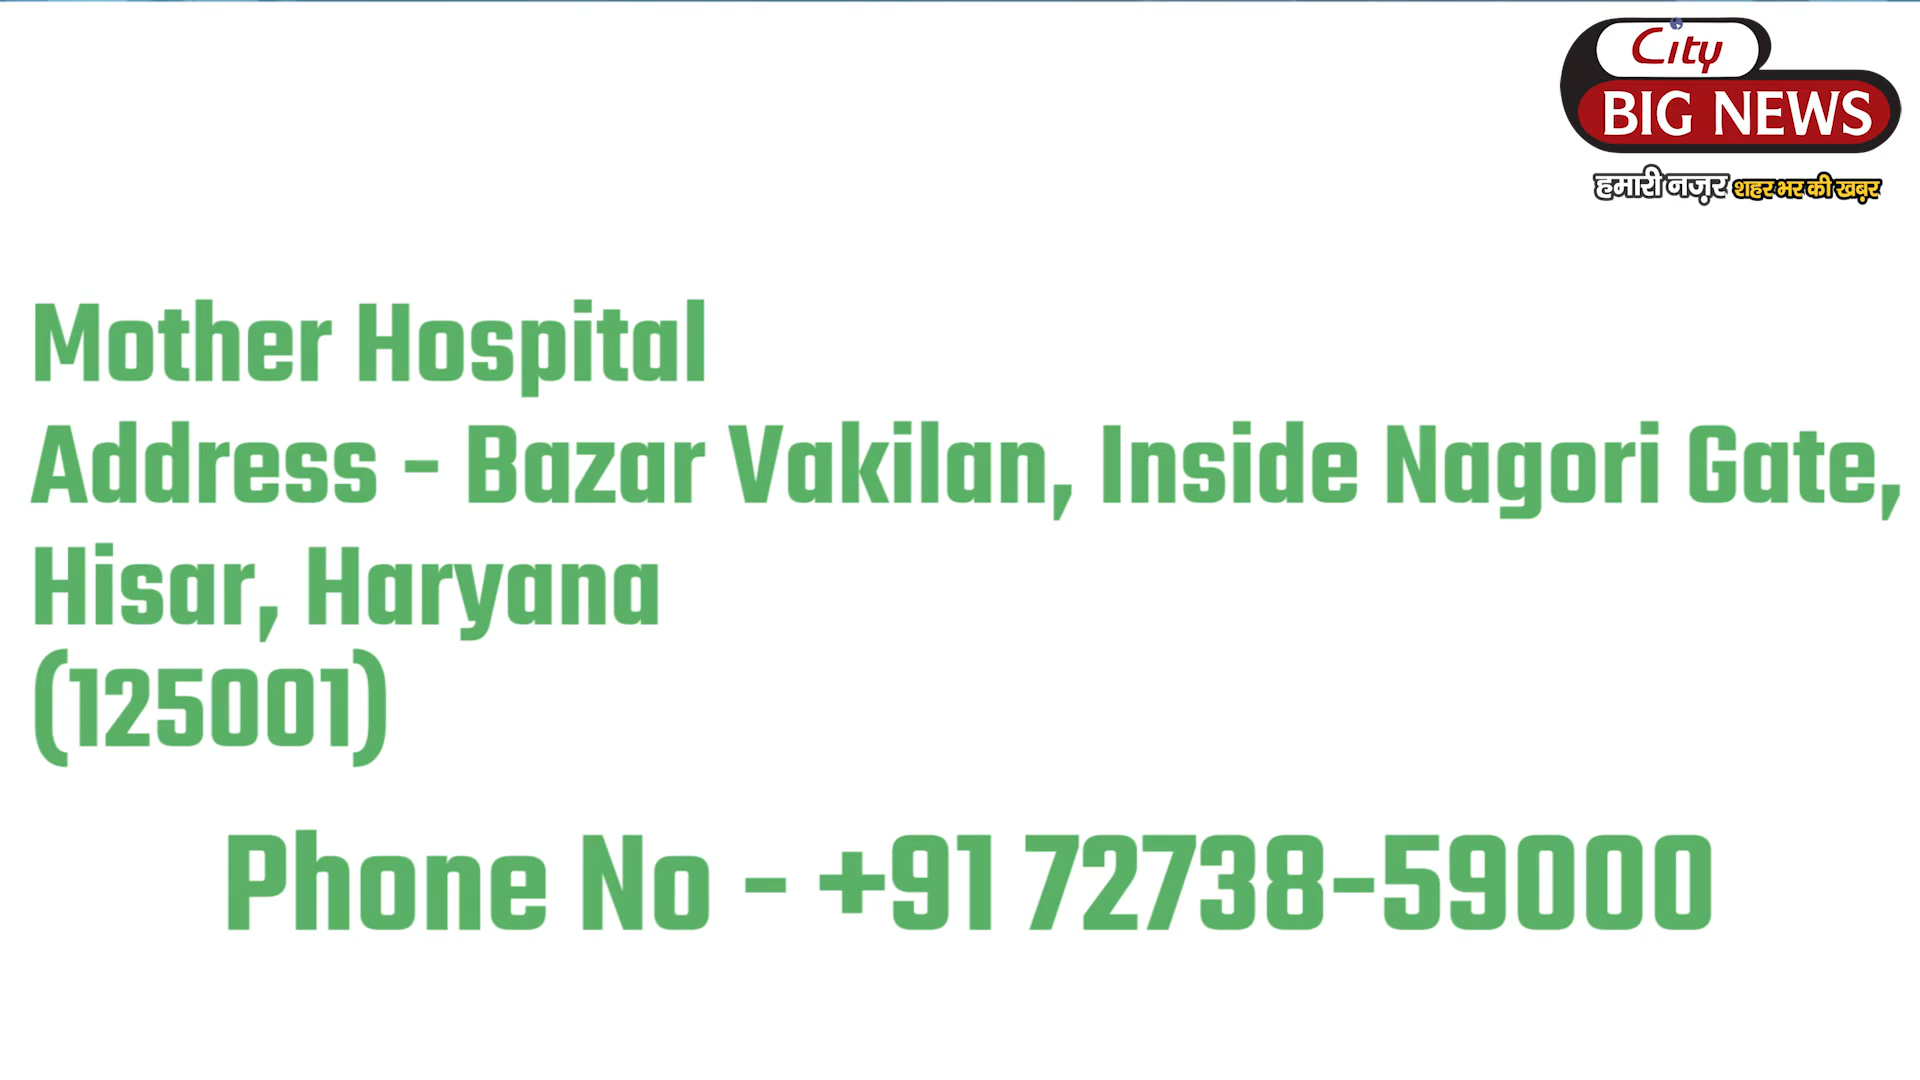 City
BIG NEWS
हमारी नज़र शहर भर की खब़र
Mother Hospital
Address - Bazar Vakilan, Inside Nagori Gate,
Hisar, Haryana
(125001)
Phone No - +91 72738-59000